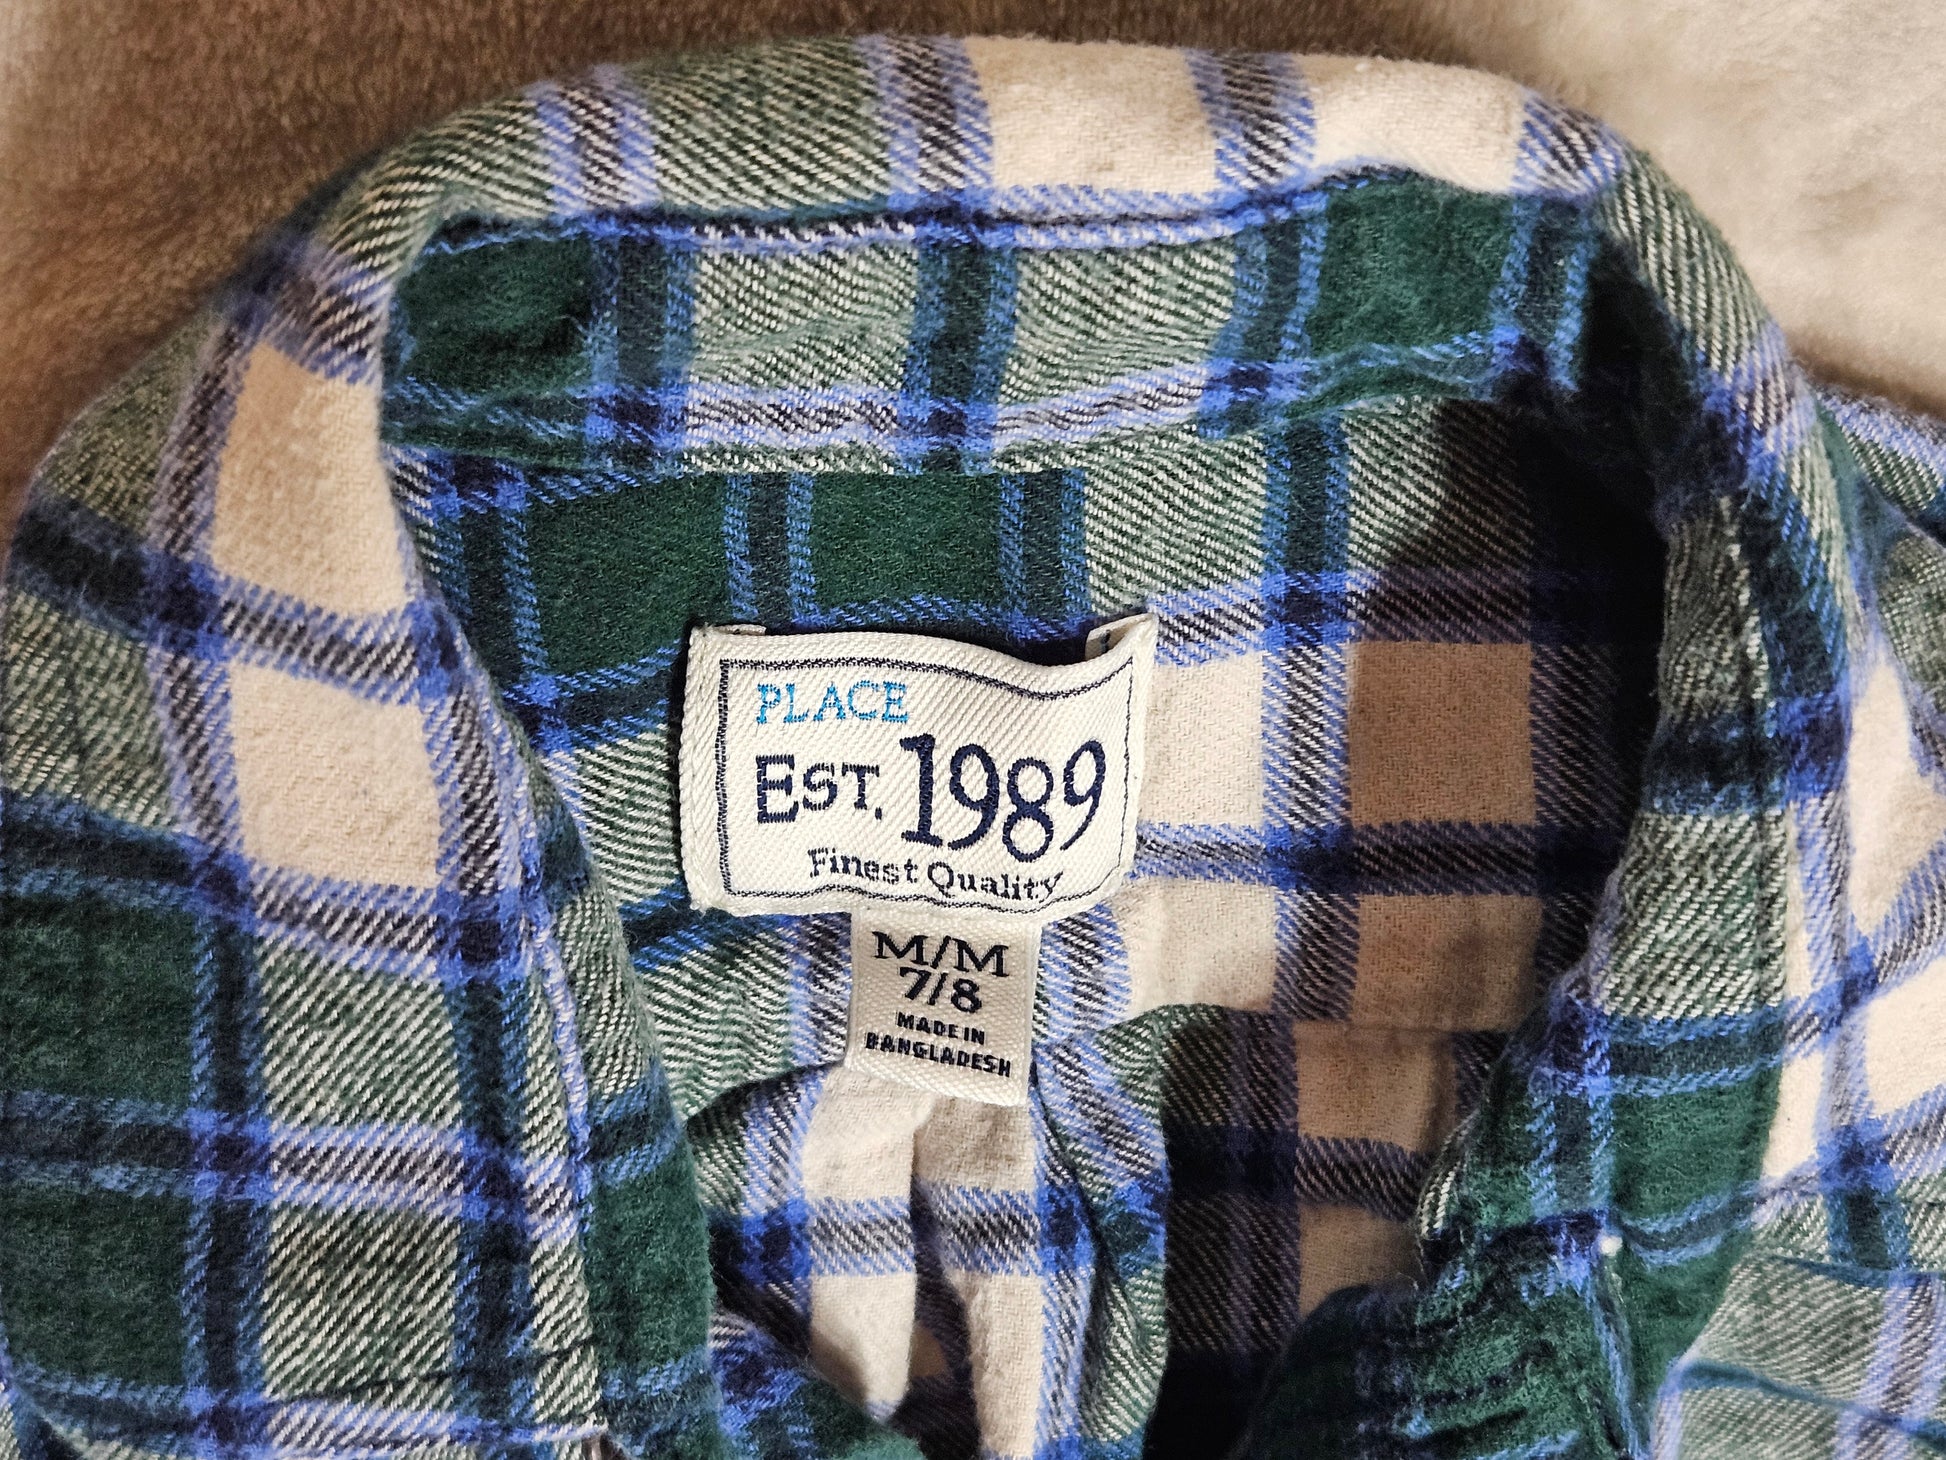 PLACE
EST. 1989
Finest Quality
M/M
7/8
MADE IN
BANGLADESH